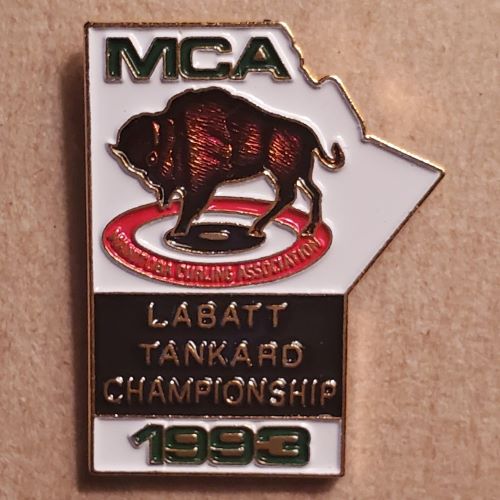 MCA
MANITOBA CURLING ASSOCIATION
LABATT
TANKARD
CHAMPIONSHIP
1993